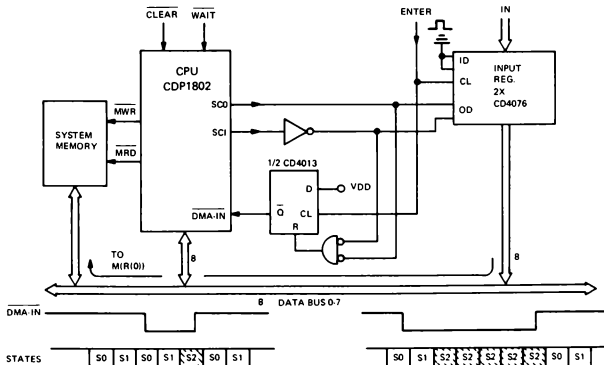 CLEAR WAIT
ENTER
IN
CPU
CDP1802
SC0
SCI
MWR
MRD
SYSTEM
MEMORY
DMA-IN
ID
CL
OD
INPUT
REG.
2X
CD4076
1/2 CD4013
D
VDD
Q
CL
R
TO
M(R(0))
8
8
8 DATA BUS 0-7
DMA-IN
STATES S0 S1 S0 S1 S2 S0 S1 S0 S1 S2 S2 S2 S2 S2 S0 S1